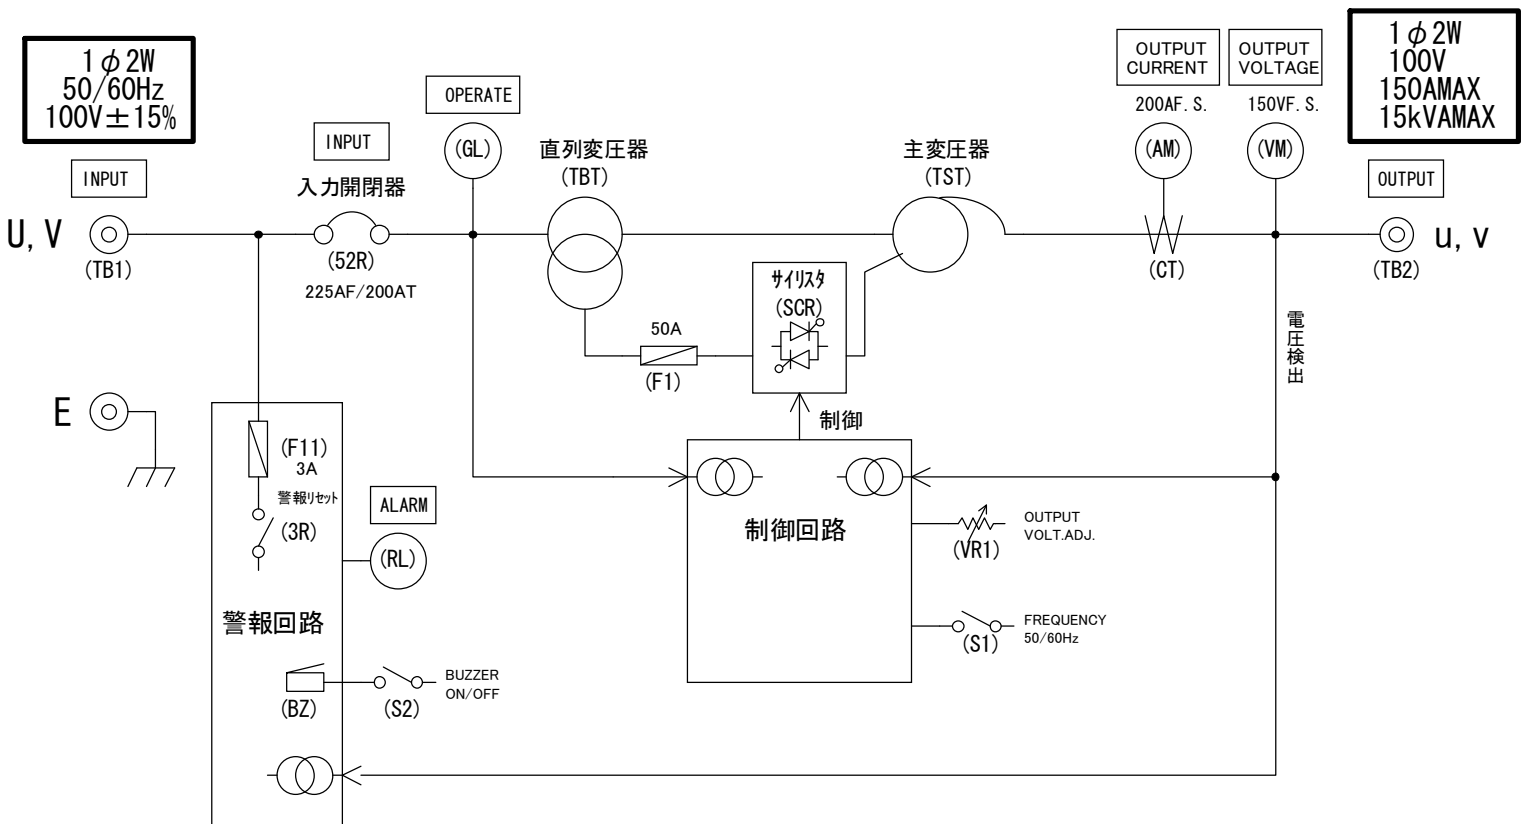 1φ2W
50/60Hz
100V±15%
INPUT
U, V
(TB1)
INPUT
入力開閉器
(52R)
225AF/200AT
OPERATE
(GL)
直列変圧器
(TBT)
主変圧器
(TST)
OUTPUT
CURRENT
200AF. S.
(AM)
(CT)
OUTPUT
VOLTAGE
150VF. S.
(VM)
1φ2W
100V
150AMAX
15kVAMAX
OUTPUT
u, v
(TB2)
サイリスタ
(SCR)
50A
(F1)
電圧検出
制御
E
(F11)
3A
警報リセット
(3R)
ALARM
(RL)
警報回路
(BZ)
(S2)
BUZZER
ON/OFF
制御回路
(VR1)
OUTPUT
VOLT.ADJ.
(S1)
FREQUENCY
50/60Hz